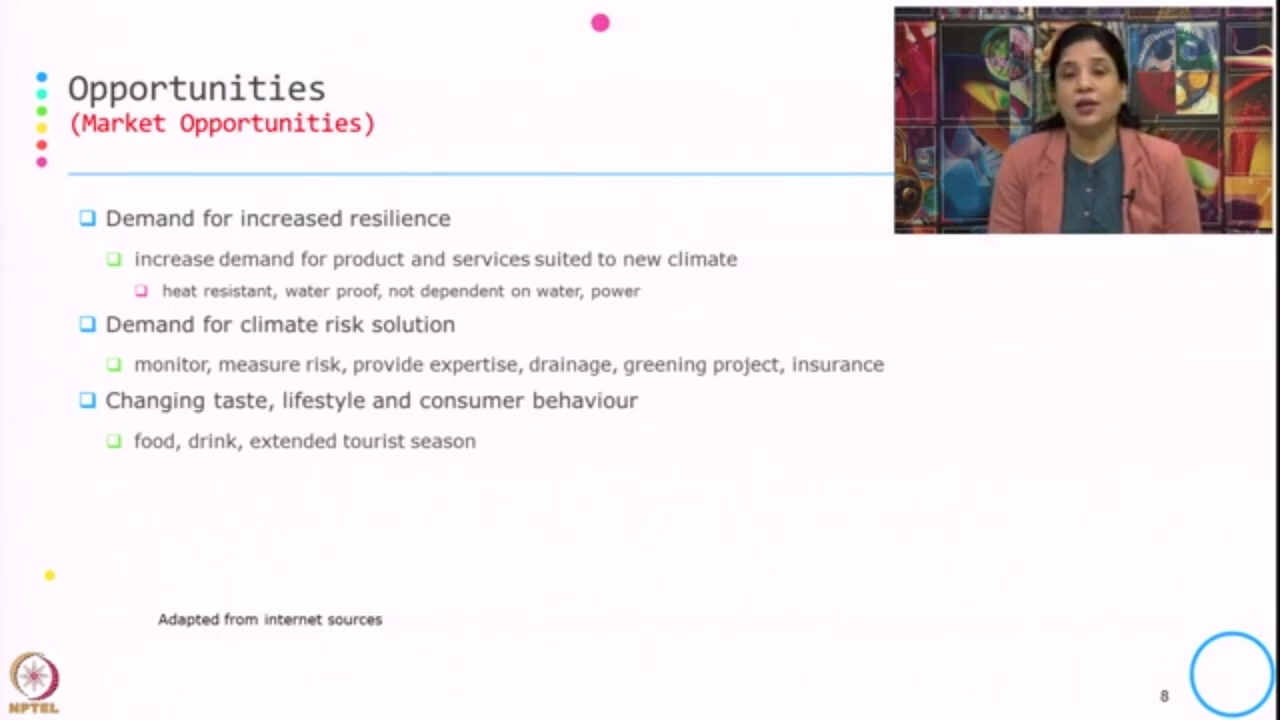 Opportunities
(Market Opportunities)
Demand for increased resilience
increase demand for product and services suited to new climate
heat resistant, water proof, not dependent on water, power
Demand for climate risk solution
monitor, measure risk, provide expertise, drainage, greening project, insurance
Changing taste, lifestyle and consumer behaviour
food, drink, extended tourist season
Adapted from internet sources
NPTEL
8